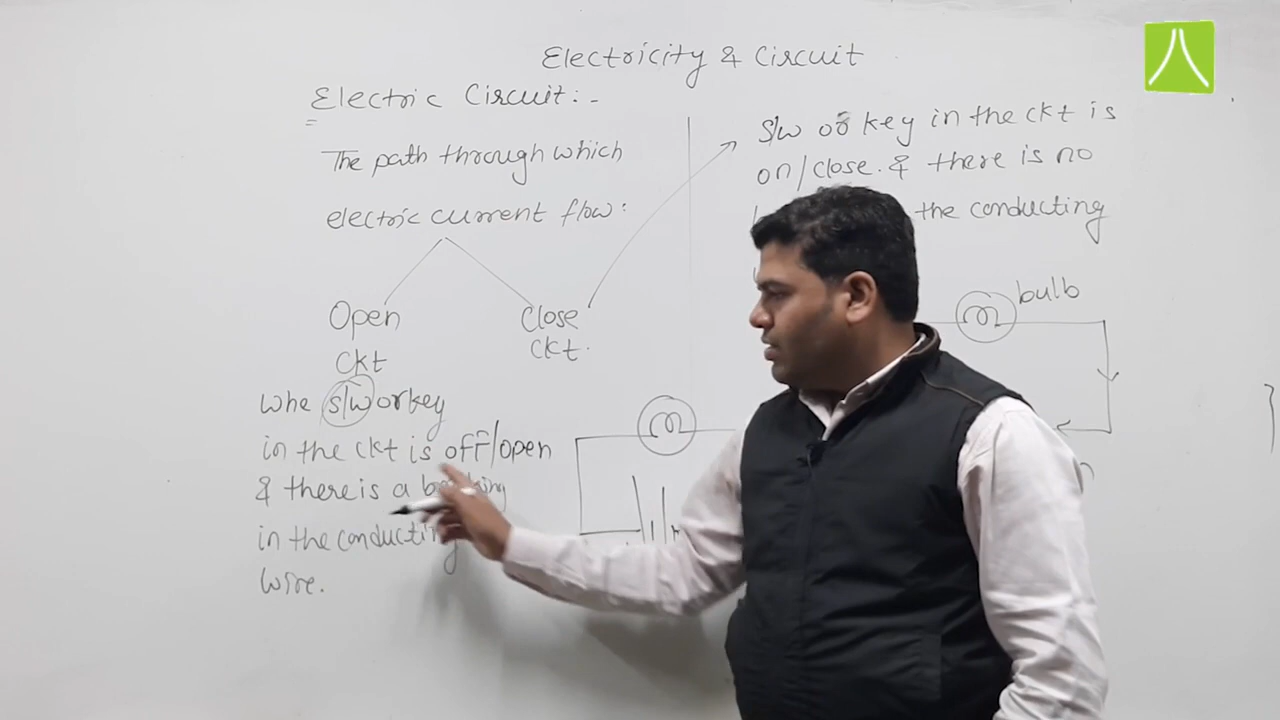 Electricity & Circuit
Electric Circuit:-
The path through which
electric current flow:
Open
Ckt
Close
Ckt.
Whe s/w or key
in the ckt is off/open
& there is a
in the conducting
wire.
S/w or key in the ckt is
on/close. & there is no
the conducting
bulb